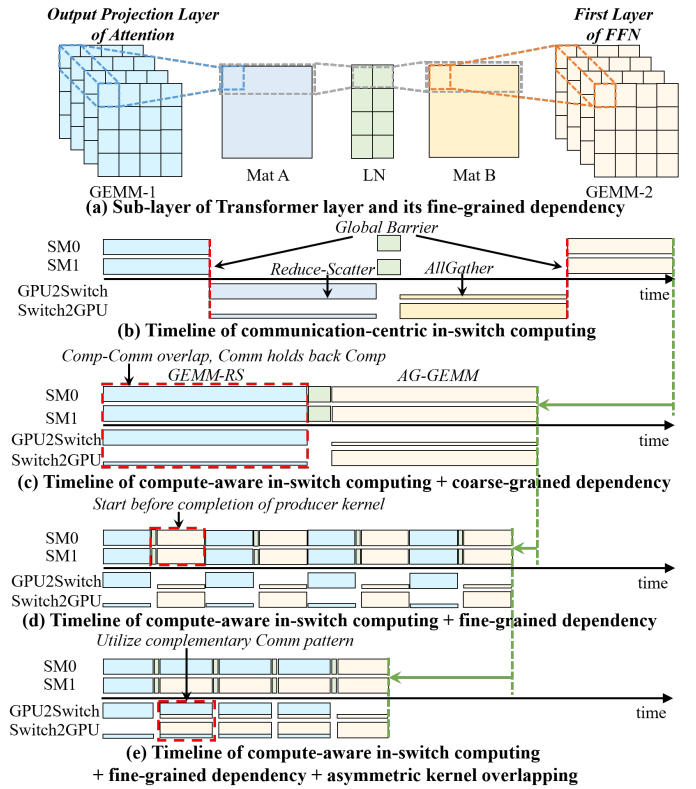 Output Projection Layer
of Attention
First Layer
of FFN
GEMM-1
Mat A
LN
Mat B
GEMM-2
(a) Sub-layer of Transformer layer and its fine-grained dependency
Global Barrier
SM0
SM1
Reduce-Scatter
AllGather
GPU2Switch
time
Switch2GPU
(b) Timeline of communication-centric in-switch computing
Comp-Comm overlap, Comm holds back Comp
GEMM-RS
AG-GEMM
SM0
SM1
GPU2Switch
time
Switch2GPU
(c) Timeline of compute-aware in-switch computing + coarse-grained dependency
Start before completion of producer kernel
SM0
SM1
GPU2Switch
time
Switch2GPU
(d) Timeline of compute-aware in-switch computing + fine-grained dependency
Utilize complementary Comm pattern
SM0
SM1
GPU2Switch
time
Switch2GPU
(e) Timeline of compute-aware in-switch computing
+ fine-grained dependency + asymmetric kernel overlapping